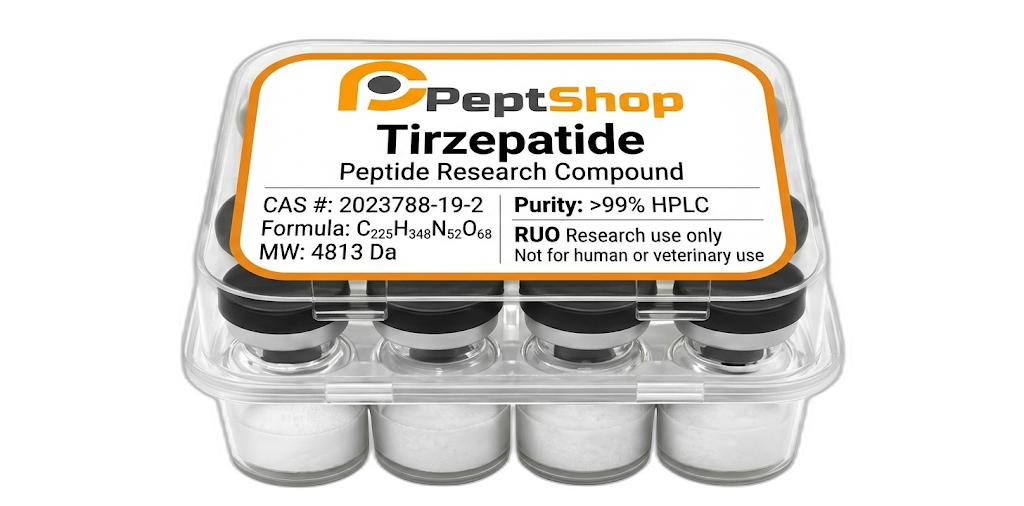 PeptShop
Tirzepatide
Peptide Research Compound
CAS #: 2023788-19-2
Formula: C₂₂₅H₃₄₈N₅₂O₆₈
MW: 4813 Da
Purity: >99% HPLC
RUO Research use only
Not for human or veterinary use